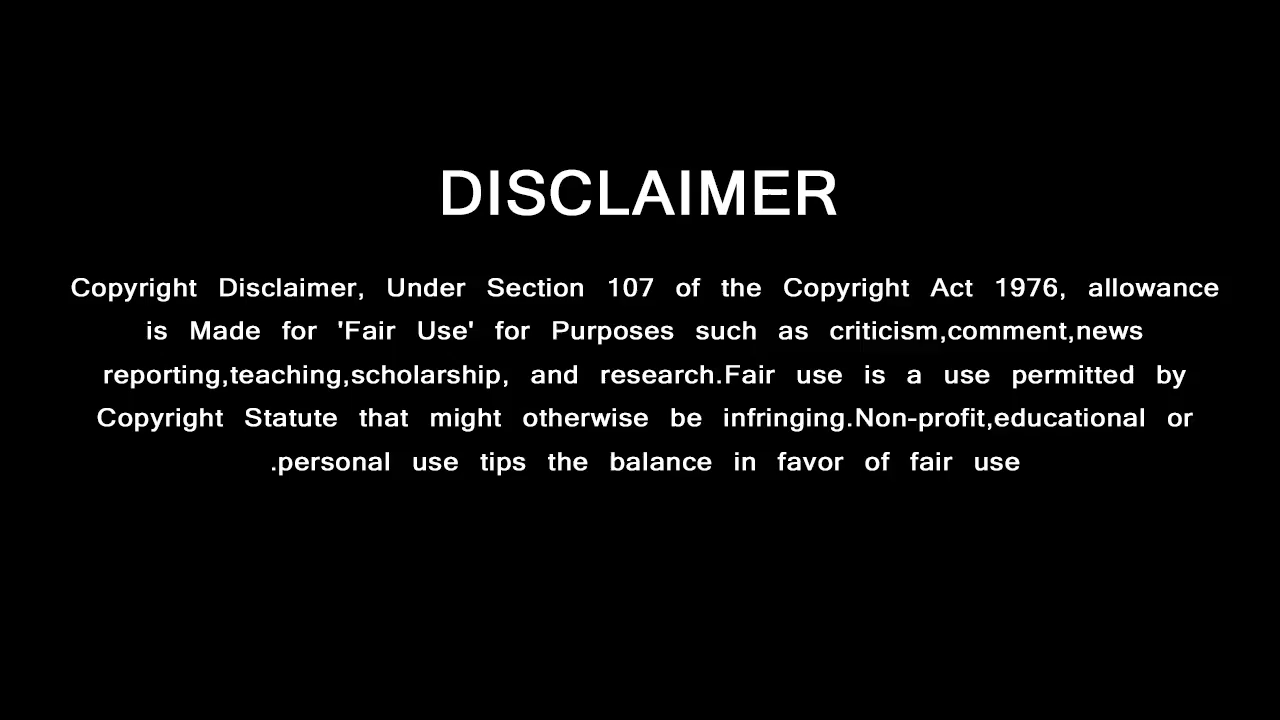 DISCLAIMER
Copyright Disclaimer, Under Section 107 of the Copyright Act 1976, allowance
is Made for 'Fair Use' for Purposes such as criticism,comment,news
reporting,teaching,scholarship, and research.Fair use is a use permitted by
Copyright Statute that might otherwise be infringing.Non-profit,educational or
.personal use tips the balance in favor of fair use